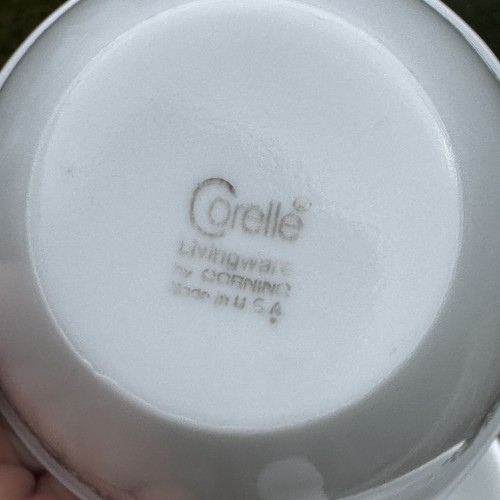 Corelle®
Livingware
by CORNING
Made in U.S.A.